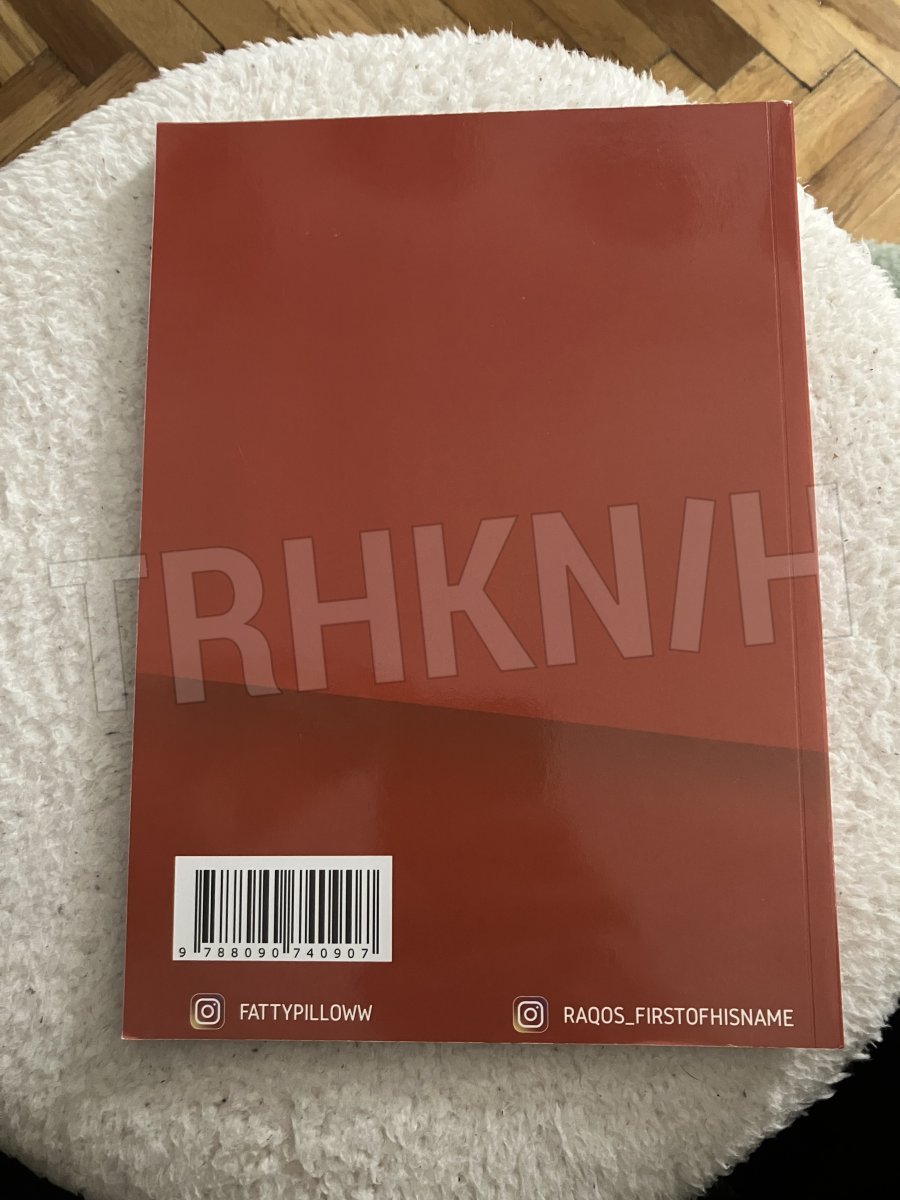 TRHKNIH
9 788090 740907
FATTYPILLOWW
RAQOS_FIRSTOFHISNAME